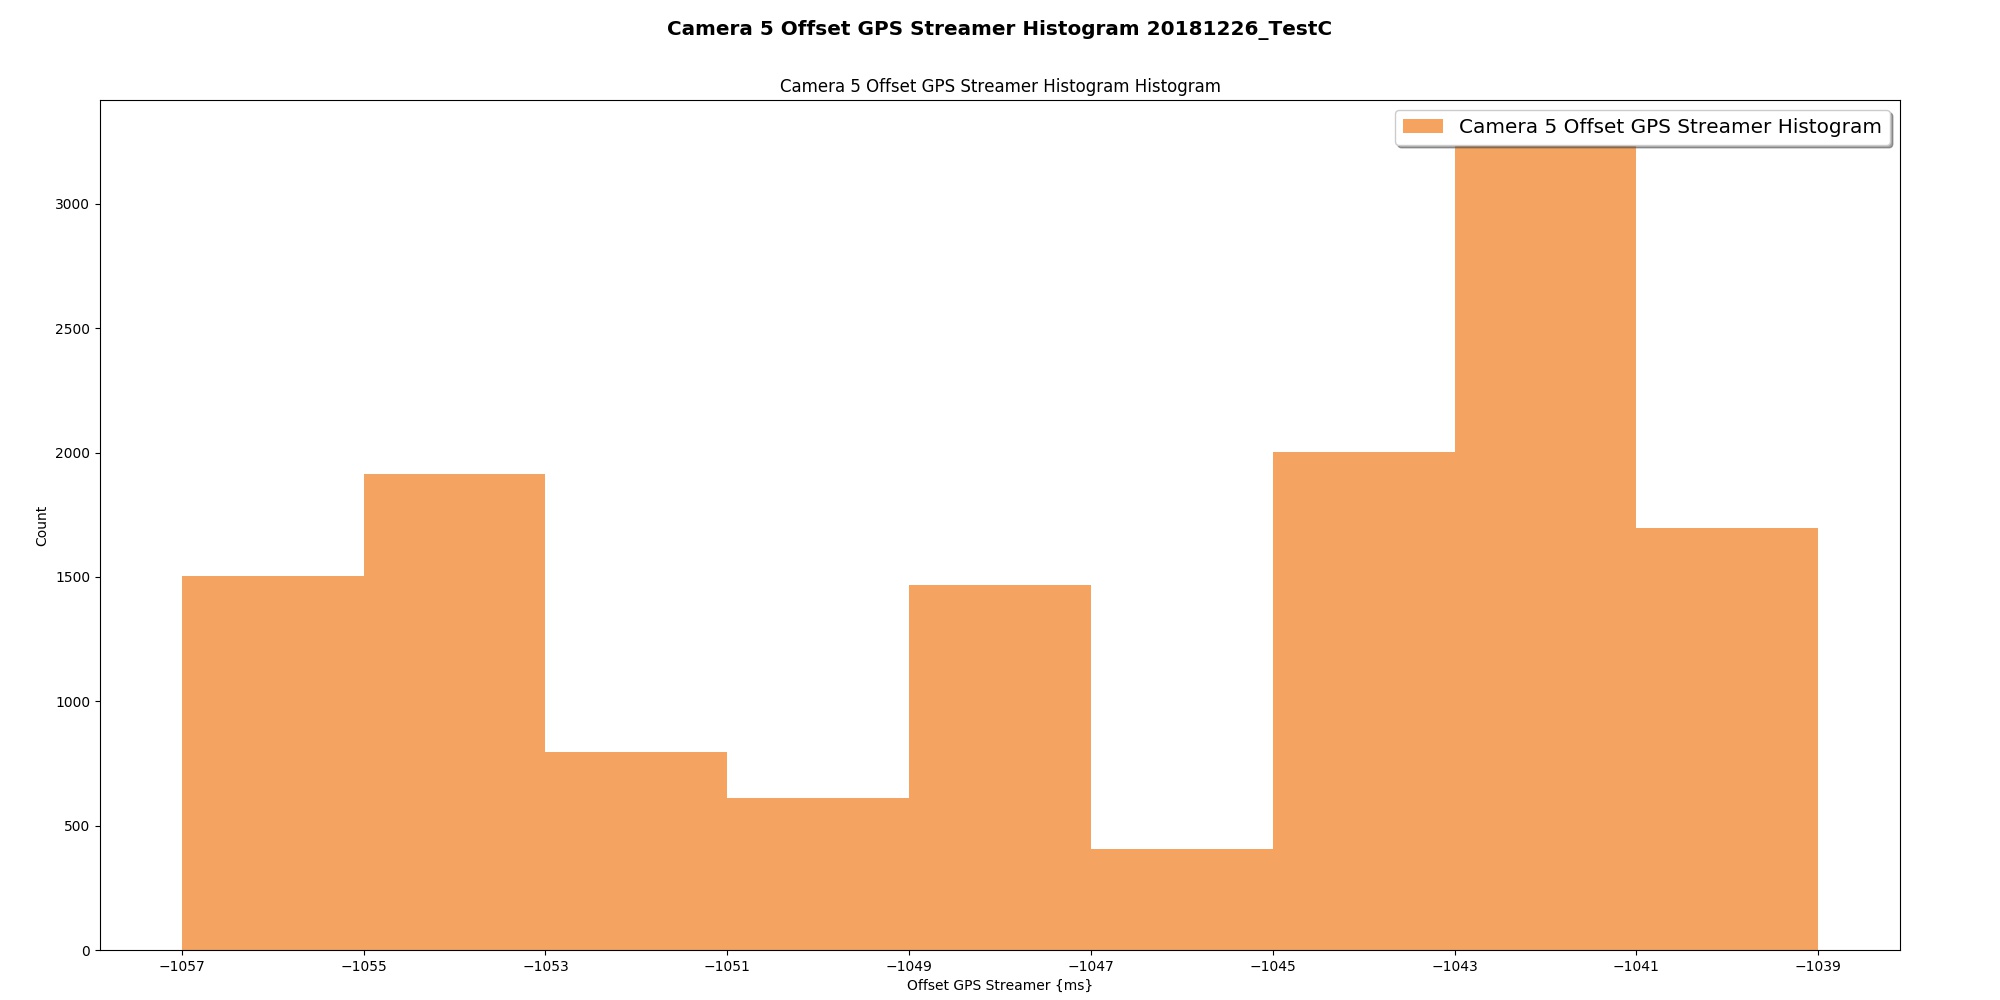 Camera 5 Offset GPS Streamer Histogram 20181226_TestC
Camera 5 Offset GPS Streamer Histogram Histogram
Camera 5 Offset GPS Streamer Histogram
3000
2500
2000
1500
1000
500
0
Count
−1057 −1055 −1053 −1051 −1049 −1047 −1045 −1043 −1041 −1039
Offset GPS Streamer {ms}